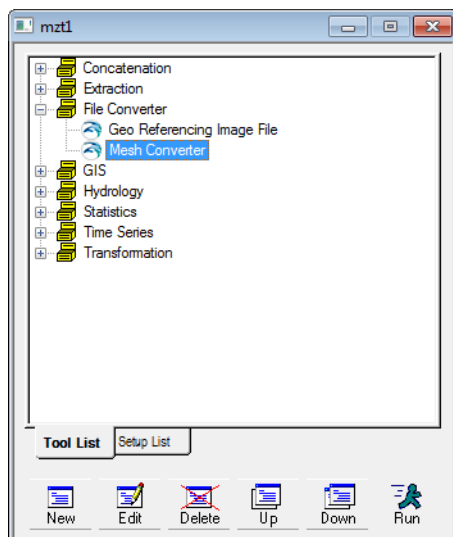 mzt1
Concatenation
Extraction
File Converter
Geo Referencing Image File
Mesh Converter
GIS
Hydrology
Statistics
Time Series
Transformation
Tool List Setup List
New Edit Delete Up Down Run